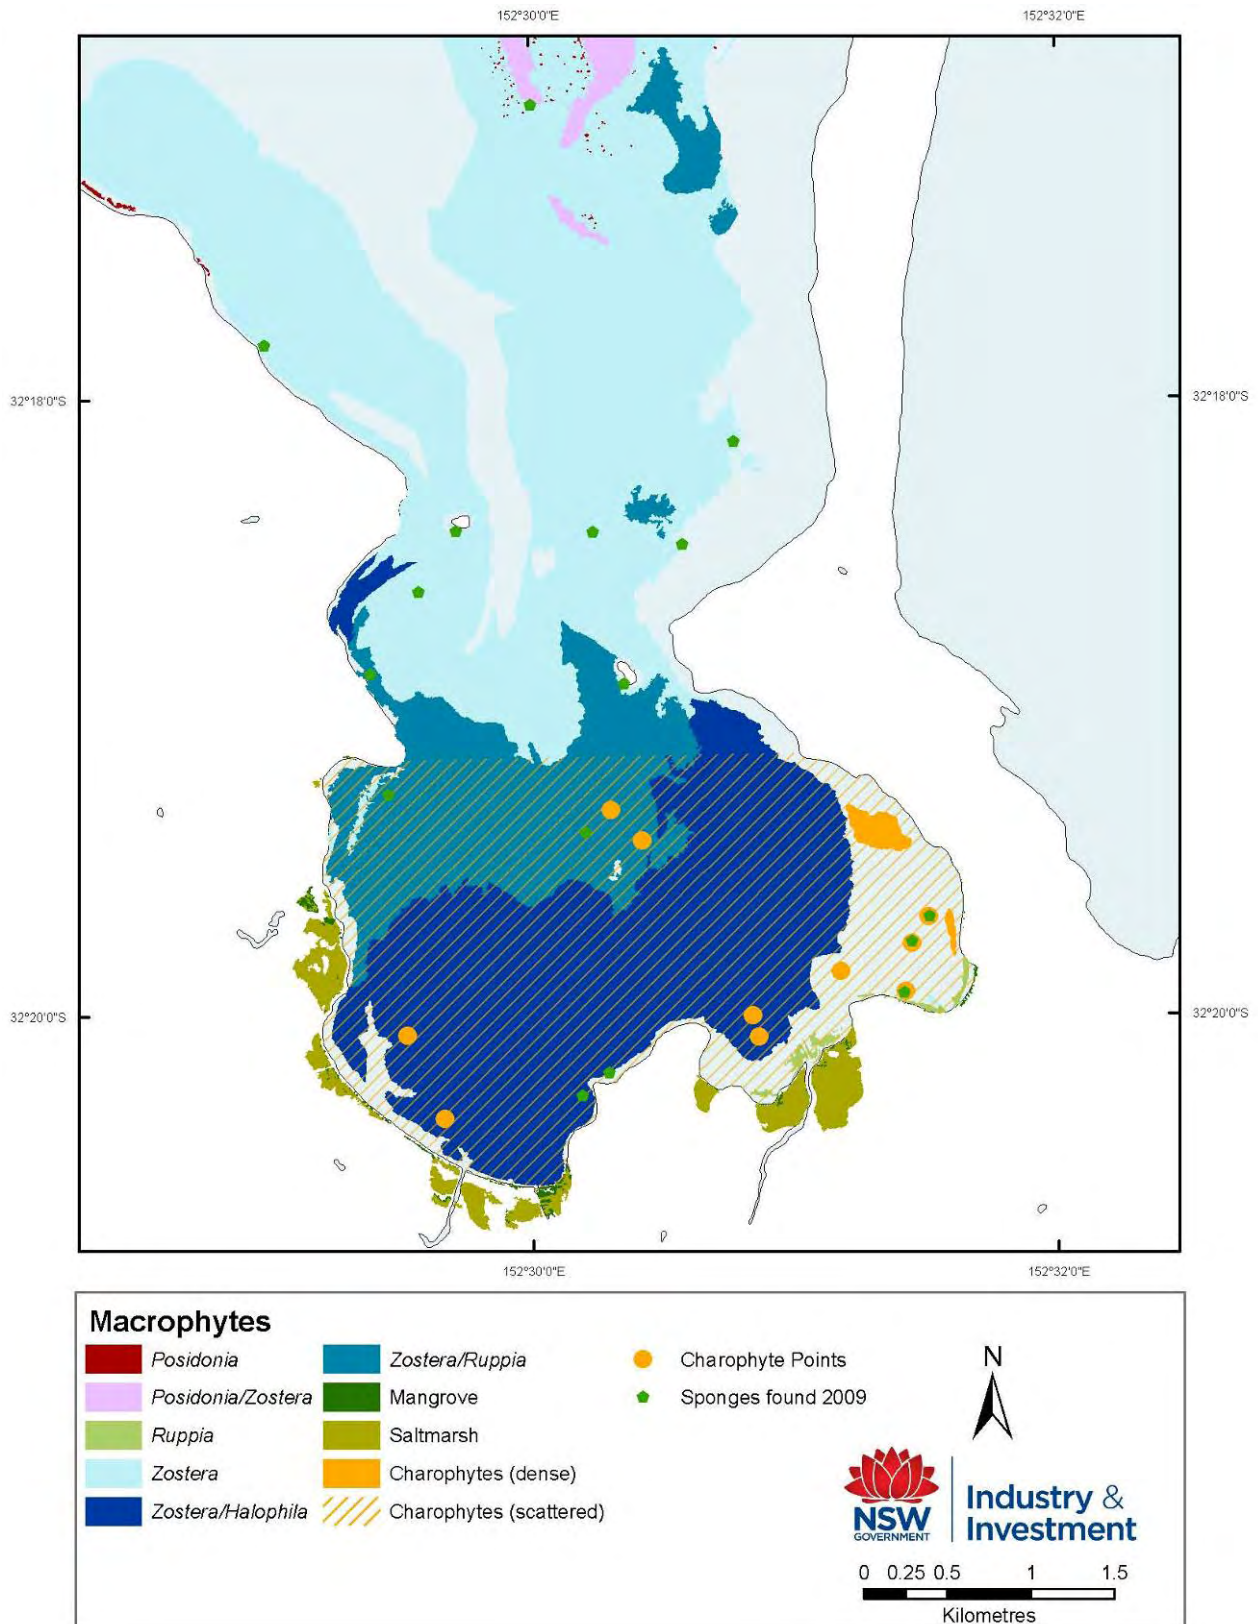 152°30'0"E
152°32'0"E
32°18'0"S
32°18'0"S
32°20'0"S
32°20'0"S
152°30'0"E
152°32'0"E
Macrophytes
Posidonia
Posidonia/Zostera
Ruppia
Zostera
Zostera/Halophila
Zostera/Ruppia
Mangrove
Saltmarsh
Charophytes (dense)
Charophytes (scattered)
Charophyte Points
Sponges found 2009
N
NSW
GOVERNMENT
Industry &
Investment
0 0.25 0.5 1 1.5
Kilometres